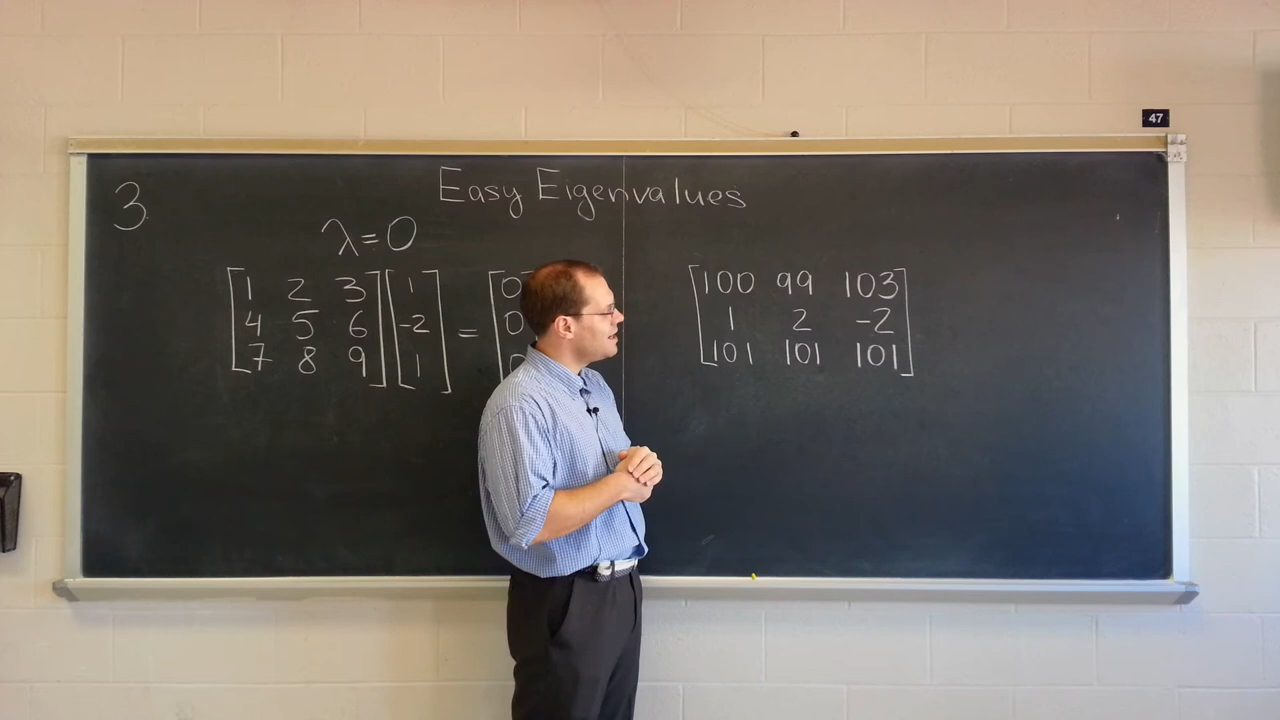 47
3
Easy Eigenvalues
λ=0
[1 2 3] [1] [0
[4 5 6] [-2] = [0
[7 8 9] [1] [0
[100 99 103]
[1 2 -2]
[101 101 101]